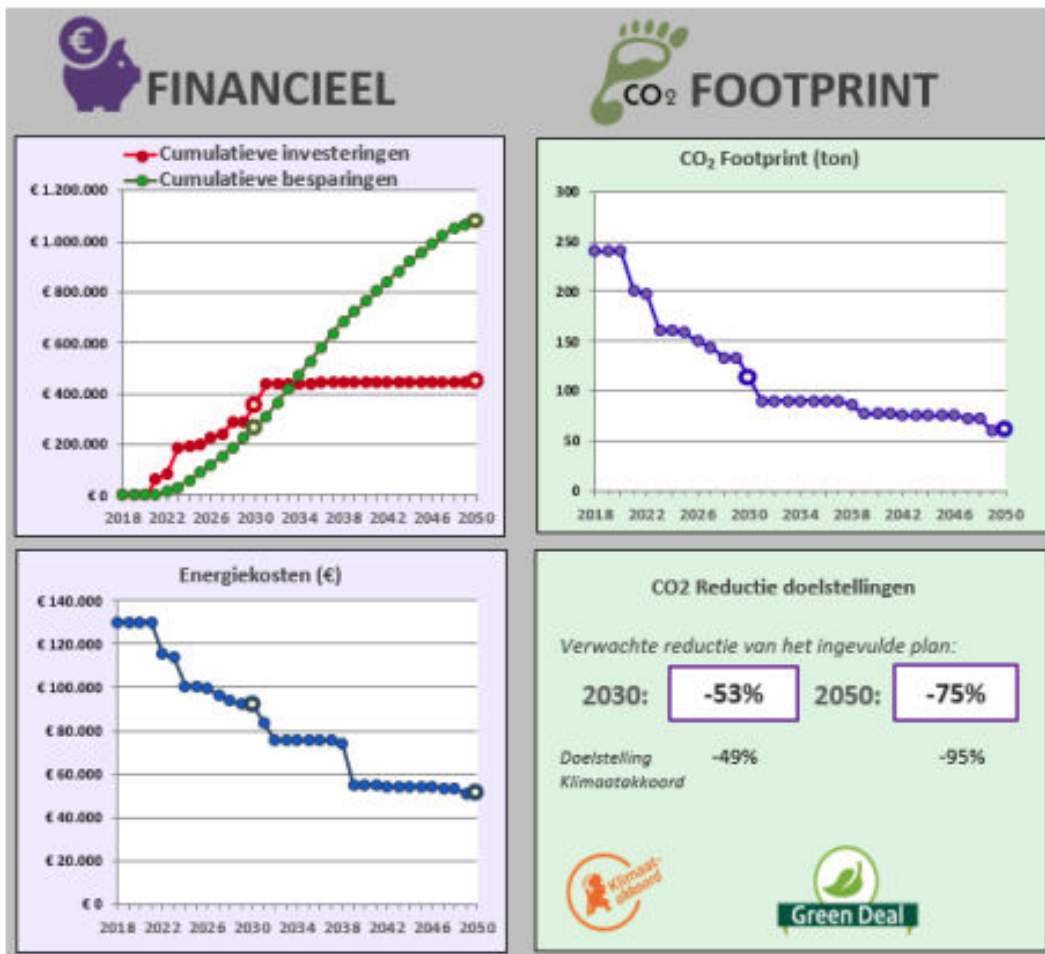 FINANCIEEL
CO2 FOOTPRINT
Cumulatieve investeringen
Cumulatieve besparingen
€ 1.200.000
€ 1.000.000
€ 800.000
€ 600.000
€ 400.000
€ 200.000
€ 0
2018 2022 2026 2030 2034 2038 2042 2046 2050
CO₂ Footprint (ton)
300
250
200
150
100
50
0
2018 2022 2026 2030 2034 2038 2042 2046 2050
Energiekosten (€)
€ 140.000
€ 120.000
€ 100.000
€ 80.000
€ 60.000
€ 40.000
€ 20.000
€ 0
2018 2022 2026 2030 2034 2038 2042 2046 2050
CO2 Reductie doelstellingen
Verwachte reductie van het ingevulde plan:
2030: -53% 2050: -75%
Doelstelling -49% -95%
Klimaatakkoord
Klimaat-
akkoord
Green Deal